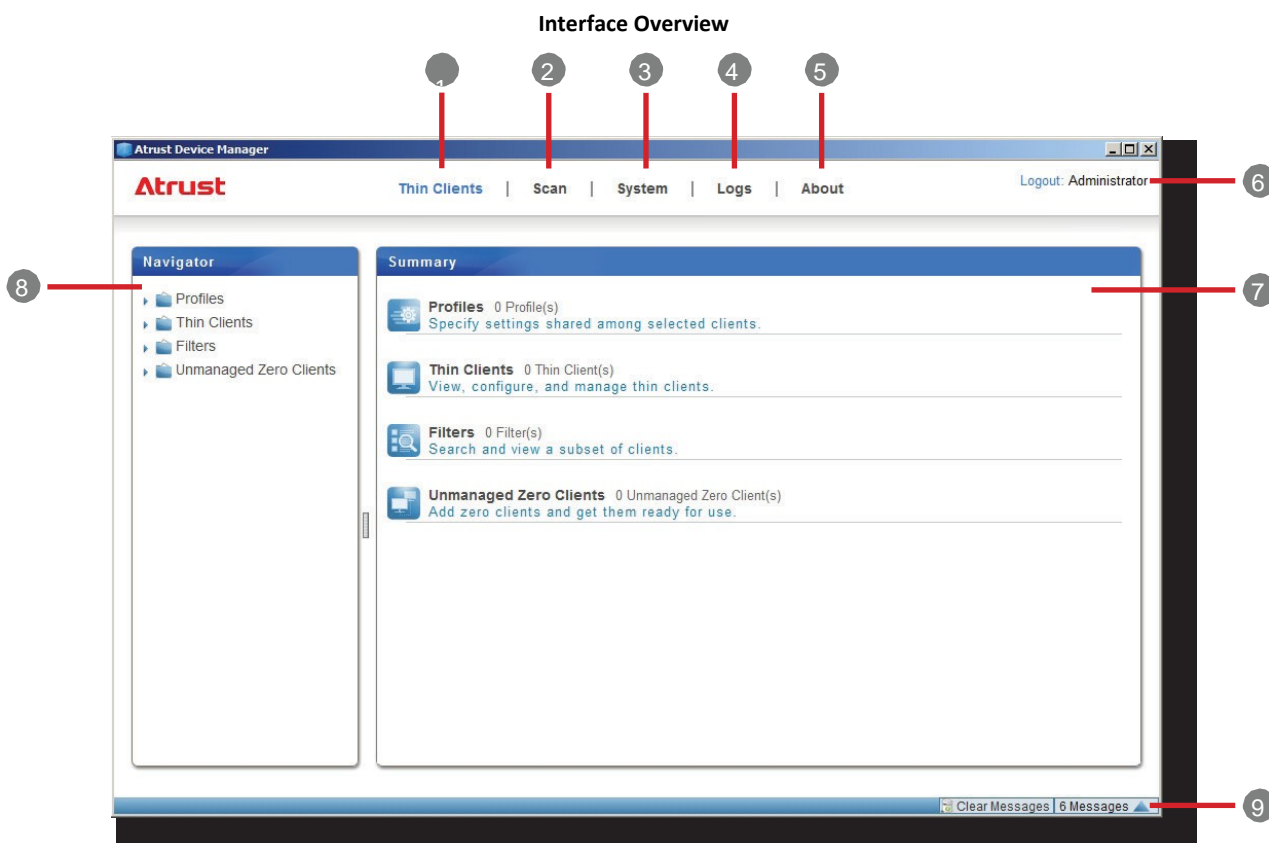 Interface Overview
1 2 3 4 5
Atrust Device Manager
Atrust
Thin Clients | Scan | System | Logs | About
Logout: Administrator
6
Navigator
Summary
8
7
Profiles
Thin Clients
Filters
Unmanaged Zero Clients
Profiles 0 Profile(s)
Specify settings shared among selected clients.
Thin Clients 0 Thin Client(s)
View, configure, and manage thin clients.
Filters 0 Filter(s)
Search and view a subset of clients.
Unmanaged Zero Clients 0 Unmanaged Zero Client(s)
Add zero clients and get them ready for use.
Clear Messages 6 Messages
9